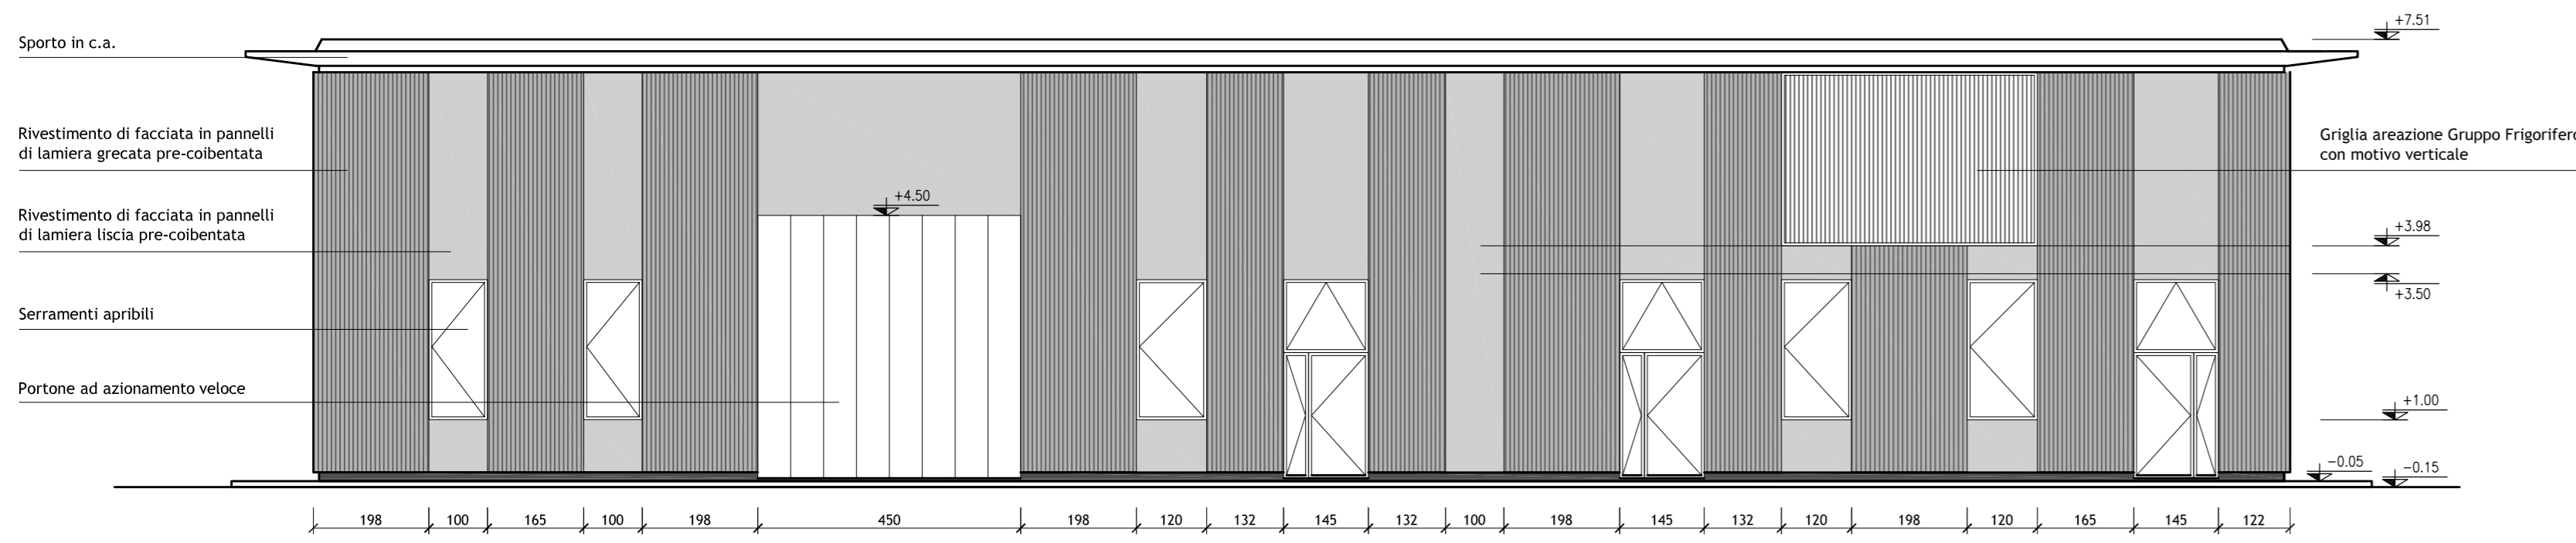 +7.51
Sporto in c.a.
Rivestimento di facciata in pannelli
di lamiera grecata pre-coibentata
Griglia areazione Gruppo Frigorifero
con motivo verticale
+4.50
Rivestimento di facciata in pannelli
di lamiera liscia pre-coibentata
+3.98
+3.50
Serramenti apribili
Portone ad azionamento veloce
+1.00
-0.05
-0.15
198 100 165 100 198 450 198 120 132 145 132 100 198 145 132 120 198 120 165 145 122